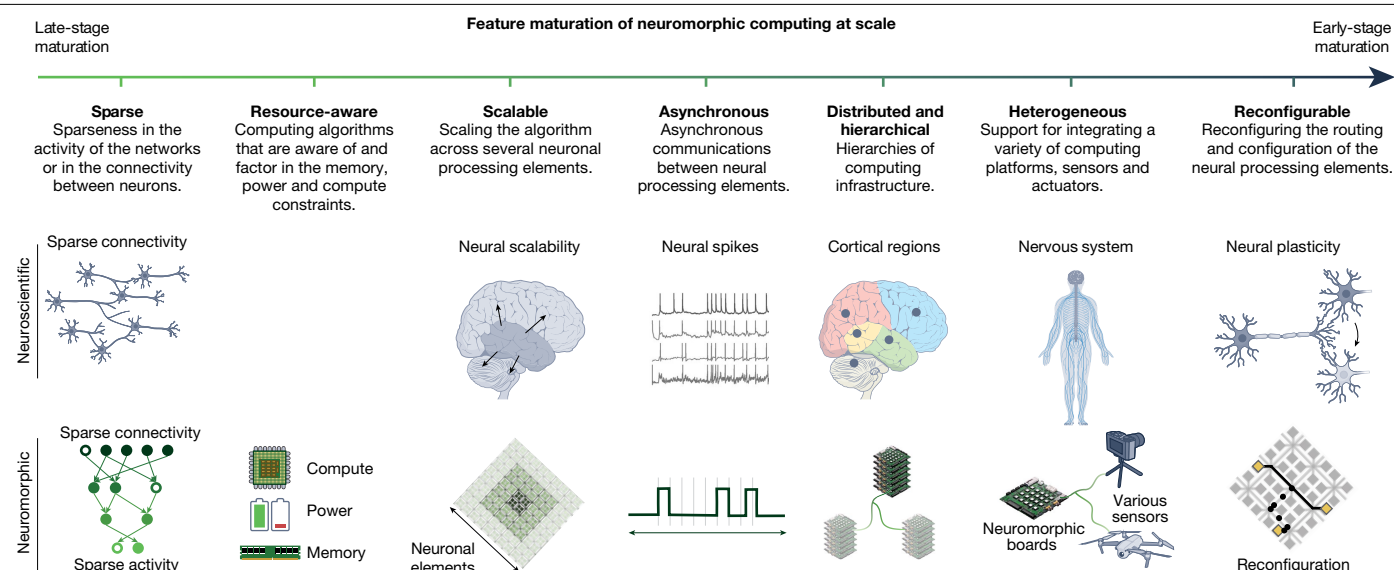 Feature maturation of neuromorphic computing at scale
Late-stage
maturation
Early-stage
maturation
Sparse
Sparseness in the
activity of the networks
or in the connectivity
between neurons.
Resource-aware
Computing algorithms
that are aware of and
factor in the memory,
power and compute
constraints.
Scalable
Scaling the algorithm
across several neuronal
processing elements.
Asynchronous
Asynchronous
communications
between neural
processing elements.
Distributed and
hierarchical
Hierarchies of
computing
infrastructure.
Heterogeneous
Support for integrating a
variety of computing
platforms, sensors and
actuators.
Reconfigurable
Reconfiguring the routing
and configuration of the
neural processing elements.
Neuroscientific
Sparse connectivity
Neural scalability
Neural spikes
Cortical regions
Nervous system
Neural plasticity
Neuromorphic
Sparse connectivity
Sparse activity
Compute
Power
Memory
Neuronal
elements
Neuromorphic
boards
Various
sensors
Reconfiguration